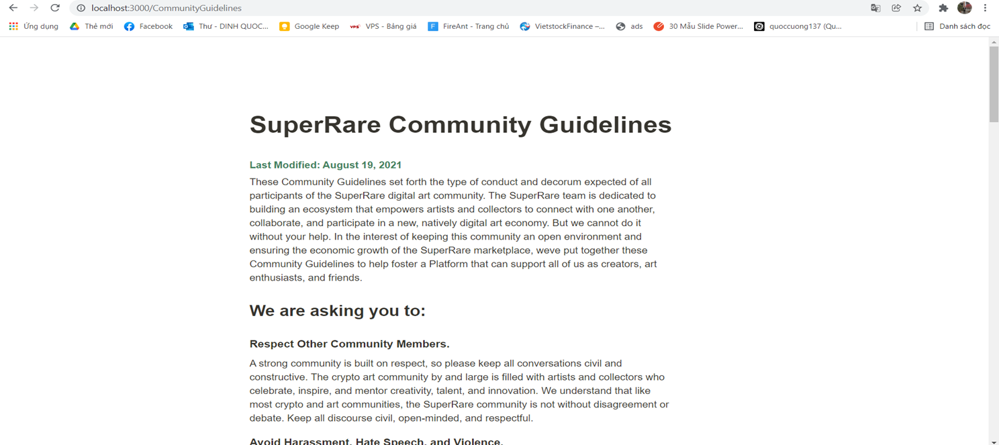 localhost:3000/CommunityGuidelines
Ứng dụng Thẻ mới Facebook Thư - DINH QUOC... Google Keep VPS VPS - Bảng giá F FireAnt - Trang chủ VietstockFinance –... ads 30 Mẫu Slide Power... quoccuong137 (Qu... Danh sách đọc
SuperRare Community Guidelines
Last Modified: August 19, 2021
These Community Guidelines set forth the type of conduct and decorum expected of all
participants of the SuperRare digital art community. The SuperRare team is dedicated to
building an ecosystem that empowers artists and collectors to connect with one another,
collaborate, and participate in a new, natively digital art economy. But we cannot do it
without your help. In the interest of keeping this community an open environment and
ensuring the economic growth of the SuperRare marketplace, weve put together these
Community Guidelines to help foster a Platform that can support all of us as creators, art
enthusiasts, and friends.
We are asking you to:
Respect Other Community Members.
A strong community is built on respect, so please keep all conversations civil and
constructive. The crypto art community by and large is filled with artists and collectors who
celebrate, inspire, and mentor creativity, talent, and innovation. We understand that like
most crypto and art communities, the SuperRare community is not without disagreement or
debate. Keep all discourse civil, open-minded, and respectful.
Avoid Harassment, Hate Speech, and Violence.